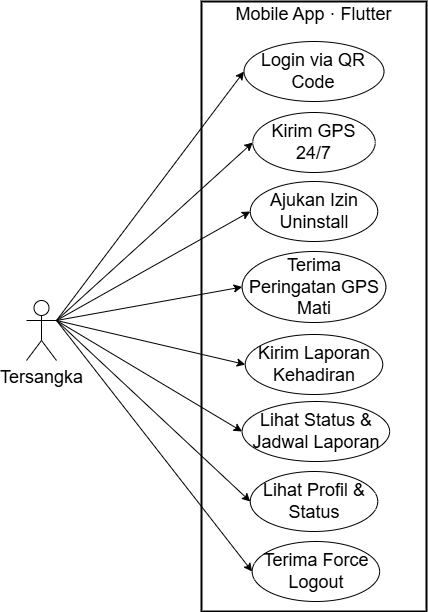 Mobile App · Flutter
Login via QR
Code
Kirim GPS
24/7
Ajukan Izin
Uninstall
Terima
Peringatan GPS
Mati
Kirim Laporan
Kehadiran
Lihat Status &
Jadwal Laporan
Lihat Profil &
Status
Terima Force
Logout
Tersangka